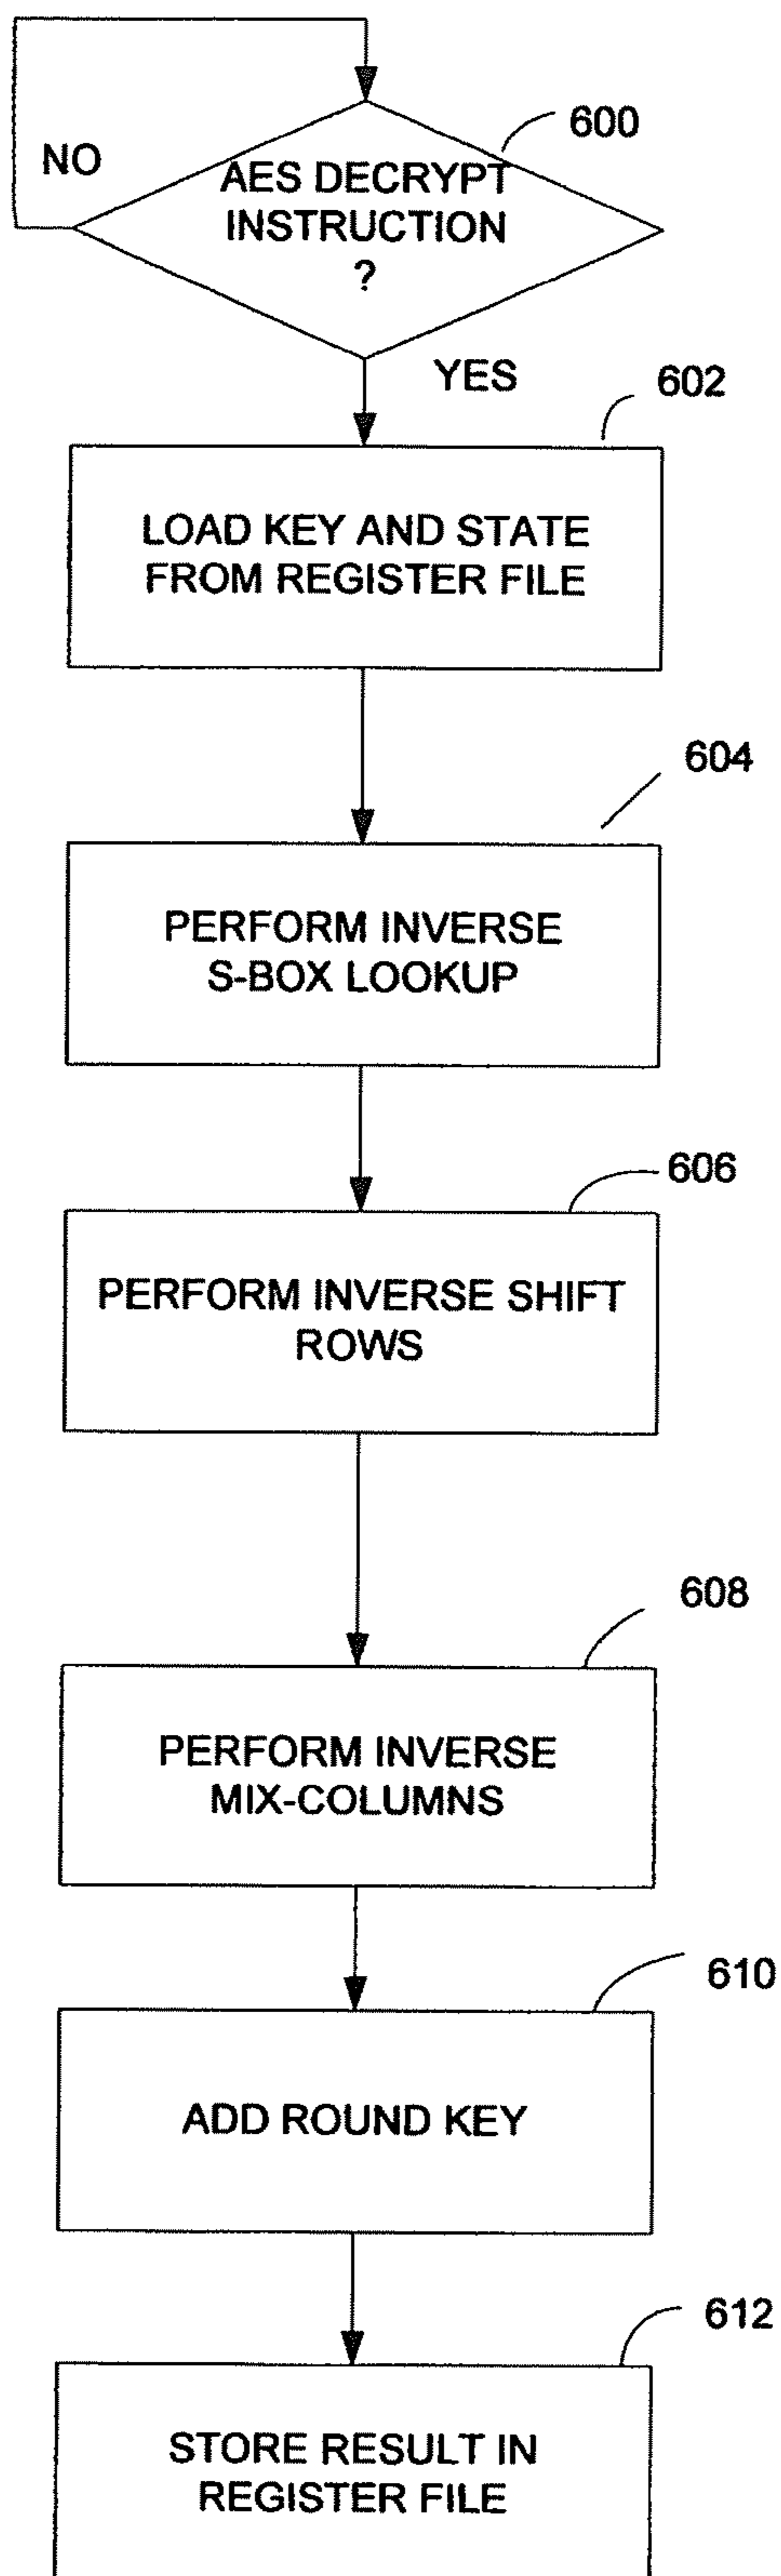 600
NO
AES DECRYPT
INSTRUCTION
?
YES
602
LOAD KEY AND STATE
FROM REGISTER FILE
604
PERFORM INVERSE
S-BOX LOOKUP
606
PERFORM INVERSE SHIFT
ROWS
608
PERFORM INVERSE
MIX-COLUMNS
610
ADD ROUND KEY
612
STORE RESULT IN
REGISTER FILE